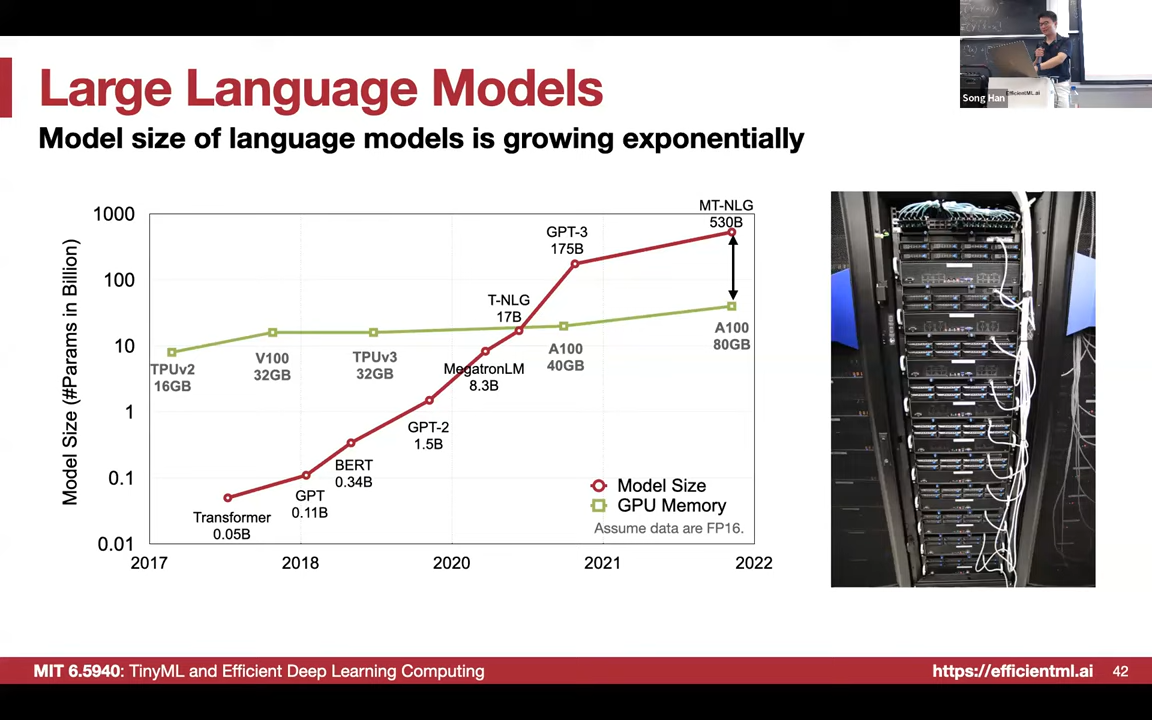 Song Han
EfficientML.ai
Large Language Models
Model size of language models is growing exponentially
Model Size (#Params in Billion)
1000
100
10
1
0.1
0.01
2017
2018
2020
2021
2022
TPUv2
16GB
V100
32GB
TPUv3
32GB
A100
40GB
A100
80GB
Transformer
0.05B
GPT
0.11B
BERT
0.34B
GPT-2
1.5B
MegatronLM
8.3B
T-NLG
17B
GPT-3
175B
MT-NLG
530B
Model Size
GPU Memory
Assume data are FP16.
MIT 6.5940: TinyML and Efficient Deep Learning Computing
https://efficientml.ai
42